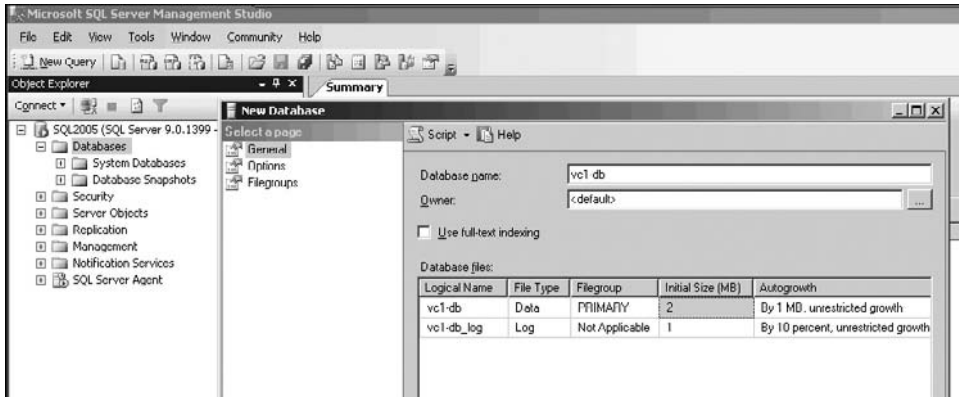 Microsoft SQL Server Management Studio
File Edit View Tools Window Community Help
New Query
Object Explorer
Summary
Connect
New Database
SQL2005 (SQL Server 9.0.1399 -
Databases
System Databases
Database Snapshots
Security
Server Objects
Replication
Management
Notification Services
SQL Server Agent
Select a page
General
Options
Filegroups
Script Help
Database name: vc1-db
Owner: <default> ...
Use full-text indexing
Database files:
Logical Name File Type Filegroup Initial Size (MB) Autogrowth
vc1-db Data PRIMARY 2 By 1 MB, unrestricted growth
vc1-db_log Log Not Applicable 1 By 10 percent, unrestricted growth